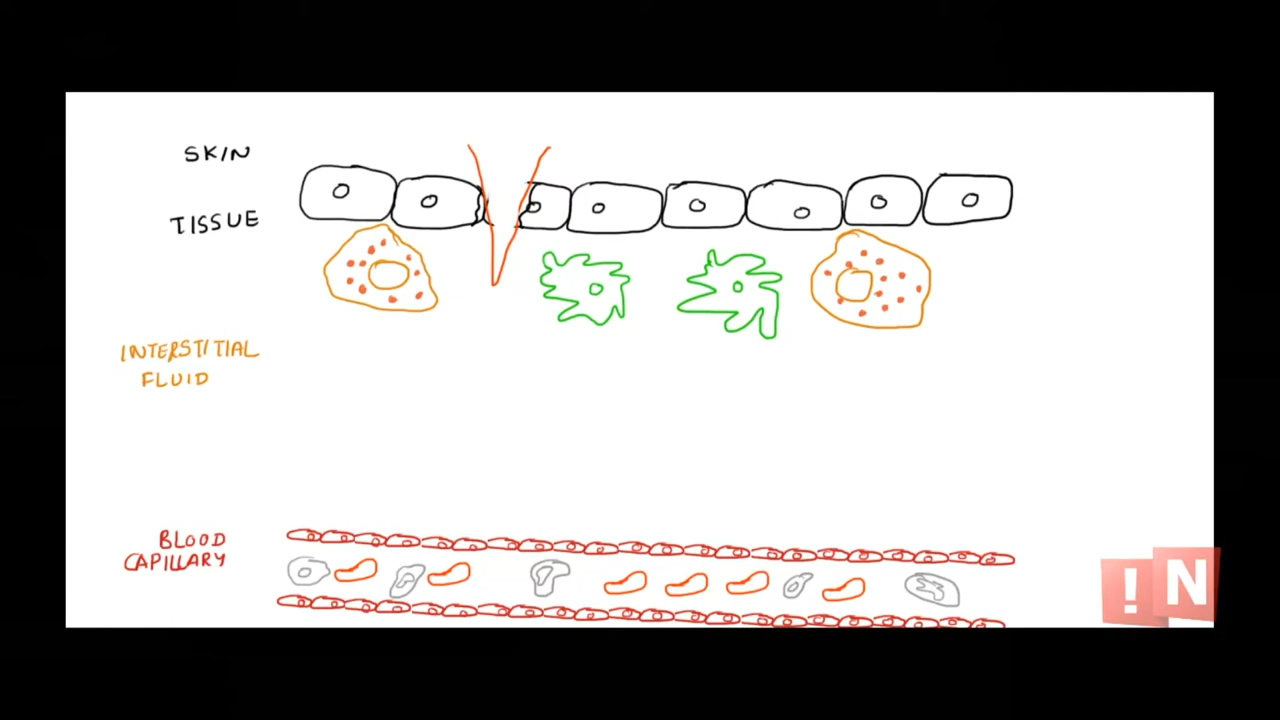 SKIN
TISSUE
INTERSTITIAL
FLUID
BLOOD
CAPILLARY
! N